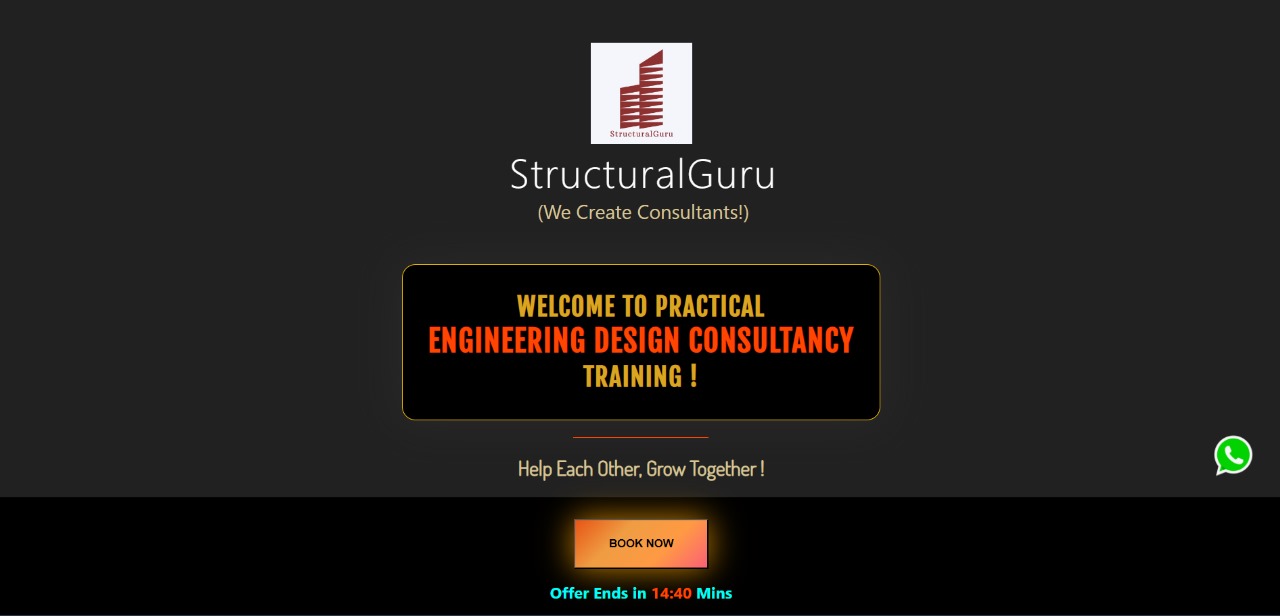 StructuralGuru
StructuralGuru
(We Create Consultants!)
WELCOME TO PRACTICAL
ENGINEERING DESIGN CONSULTANCY
TRAINING !
Help Each Other, Grow Together !
BOOK NOW
Offer Ends in 14:40 Mins